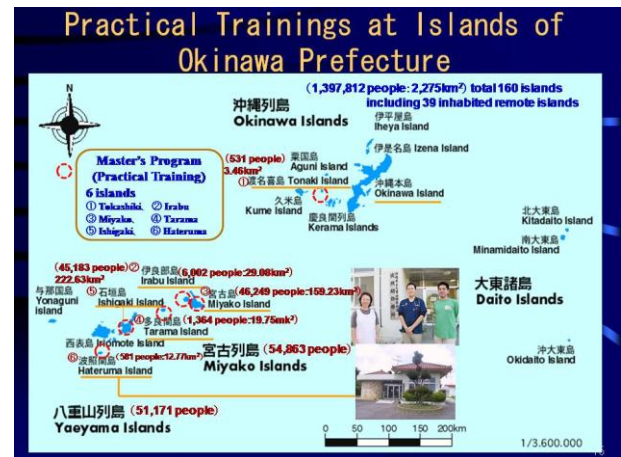 Practical Trainings at Islands of
Okinawa Prefecture
(1,397,812 people: 2,275km²) total 160 islands
including 39 inhabited remote islands
N
沖縄列島
Okinawa Islands
伊平屋島
Iheya Island
伊是名島 Izena Island
Master's Program
(Practical Training)
6 islands
① Tokashiki, ② Irabu
③ Miyako, ④ Tarama
⑤ Ishigaki, ⑥ Hateruma
(531 people)
3.46km²
粟国島
Aguni Island
①渡名喜島 Tonaki Island
久米島
Kume Island
慶良間列島
Kerama Islands
沖縄本島
Okinawa Island
北大東島
Kitadaito Island
南大東島
Minamidaito Island
大東諸島
Daito Islands
沖大東島
Okidaito Island
(45,183 people)
222.63km²
②伊良部島 (6,002 people:29.08km²)
Irabu Island
与那国島
Yonaguni
Island
⑤石垣島
Ishigaki Island
③宮古島 (46,249 people:159.23km²)
Miyako Island
④多良間島 (1,364 people:19.75mk²)
Tarama Island
西表島 Iriomote Island
⑥波照間島 (581 people:12.77km²)
Hateruma Island
宮古列島 (54,863 people)
Miyako Islands
八重山列島 (51,171 people)
Yaeyama Islands
0 50 100 150 200km
1/3.600.000